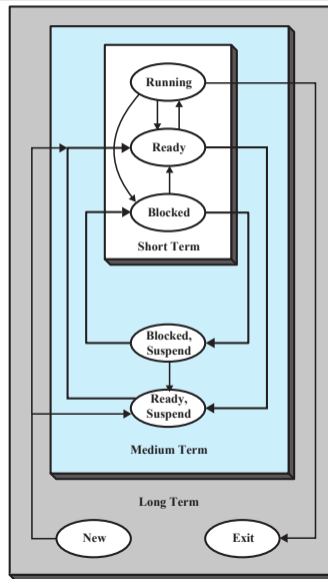 Running
Ready
Blocked
Short Term
Blocked,
Suspend
Ready,
Suspend
Medium Term
Long Term
New
Exit